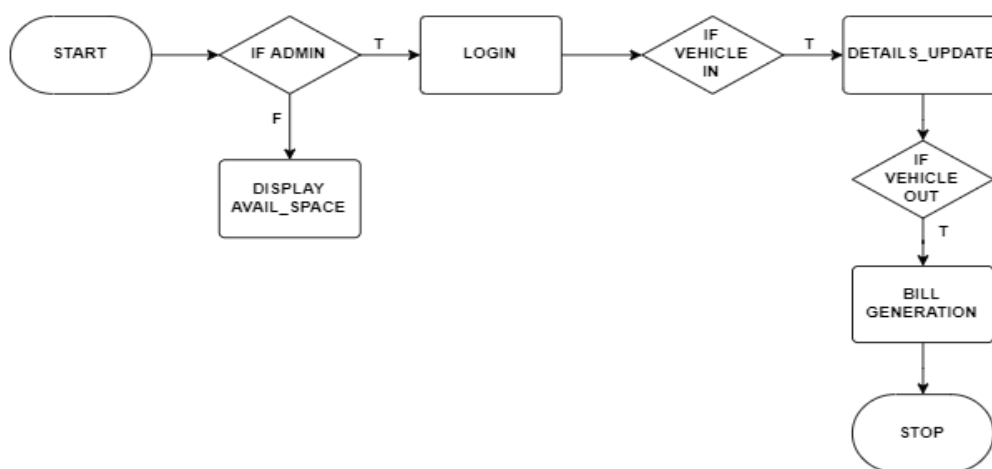 START
IF ADMIN
T
LOGIN
IF
VEHICLE
IN
T
DETAILS_UPDATE
F
DISPLAY
AVAIL_SPACE
IF
VEHICLE
OUT
T
BILL
GENERATION
STOP